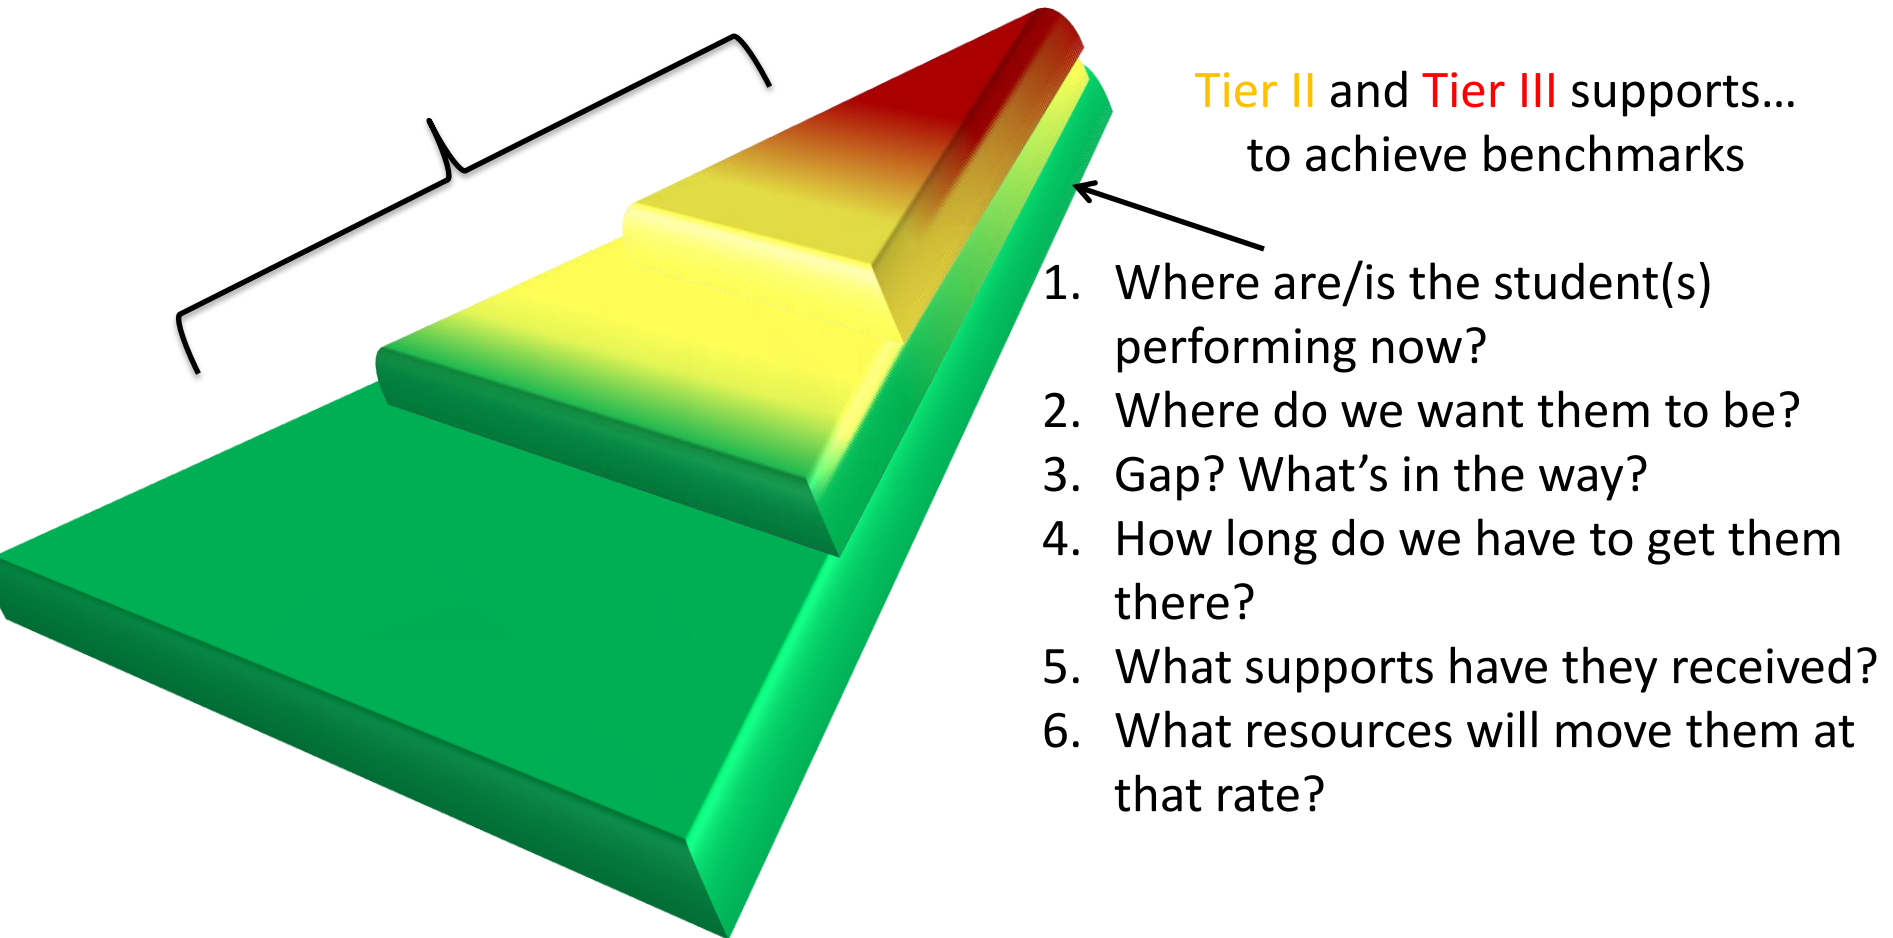 Tier II and Tier III supports…
to achieve benchmarks
1. Where are/is the student(s)
performing now?
2. Where do we want them to be?
3. Gap? What’s in the way?
4. How long do we have to get them
there?
5. What supports have they received?
6. What resources will move them at
that rate?